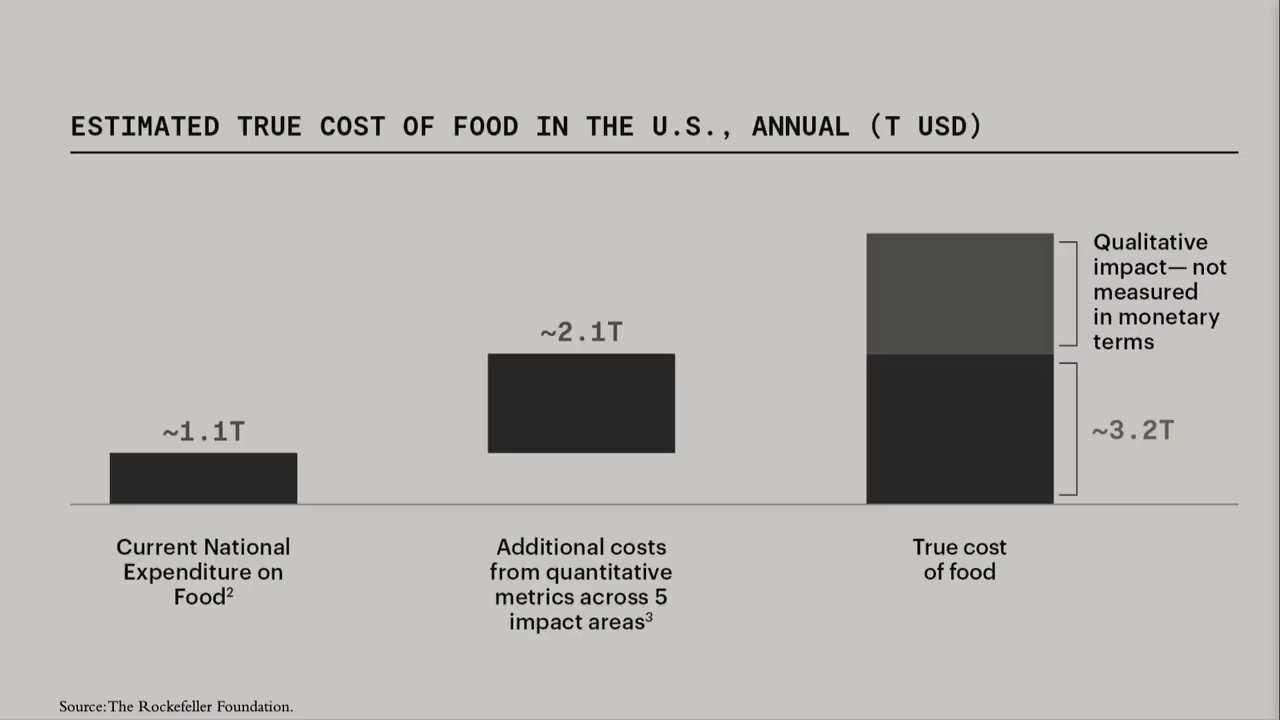 ESTIMATED TRUE COST OF FOOD IN THE U.S., ANNUAL (T USD)
~1.1T
Current National
Expenditure on
Food²
~2.1T
Additional costs
from quantitative
metrics across 5
impact areas³
Qualitative
impact— not
measured
in monetary
terms
~3.2T
True cost
of food
Source:The Rockefeller Foundation.